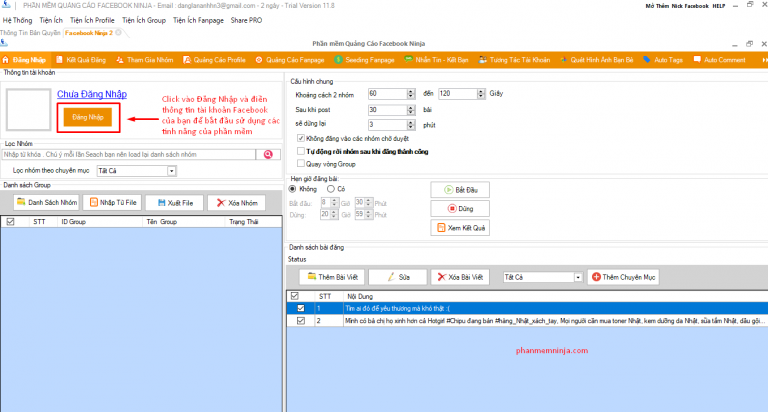 PHẦN MỀM QUẢNG CÁO FACEBOOK NINJA - Email : danglananhhn3@gmail.com - 2 ngày - Trial Version 11.8
Mở Thêm Nick Facebook HELP
Hệ Thống Tiện Ích Tiện Ích Profile Tiện Ích Group Tiện Ích Fanpage Share PRO
Thông Tin Bản Quyền Facebook Ninja 2
Phần mềm Quảng Cáo Facebook Ninja
Đăng Nhập Kết Quả Đăng Tham Gia Nhóm Quảng Cáo Profile Quảng Cáo Fanpage Seeding Fanpage Nhắn Tin - Kết Bạn Tương Tác Tài Khoản Quét Hình Ảnh Bạn Bè Auto Tags Auto Comment
Thông tin tài khoản
Chưa Đăng Nhập
Đăng Nhập
Click vào Đăng Nhập và điền
thông tin tài khoản Facebook
của bạn để bắt đầu sử dụng các
tính năng của phần mềm
Lọc Nhóm
Nhập từ khóa . Chú ý mỗi lần Seach bạn nên load lại danh sách nhóm
Lọc nhóm theo chuyên mục Tất Cả
Danh sách Group
Danh Sách Nhóm Nhập Từ File Xuất File Xóa Nhóm
STT ID Group Tên Group Trạng Thái
Cấu hình chung
Khoảng cách 2 nhóm 60 đến 120 Giây
Sau khi post 30 bài
sẽ dừng lại 3 phút
Không đăng vào các nhóm chờ duyệt
Tự động rời nhóm sau khi đăng thành công
Quay vòng Group
Hẹn giờ đăng bài:
Không Có
Bắt đầu: 8 Giờ 30 Phút
Dừng: 20 Giờ 59 Phút
Bắt Đầu
Dừng
Xem Kết Quả
Danh sách bài đăng
Status
Thêm Bài Viết Sửa Xóa Bài Viết Tất Cả Thêm Chuyên Mục
STT Nội Dung
1 Tìm ai đó để yêu thương mà khó thật :(
2 Mình có bà chị họ xinh hơn cả Hotgirl #Chipu đang bán #hàng_Nhật_xách_tay, Mọi người cần mua toner Nhật, kem dưỡng da Nhật, sữa tắm Nhật, dầu gội...
phanmemninja.com